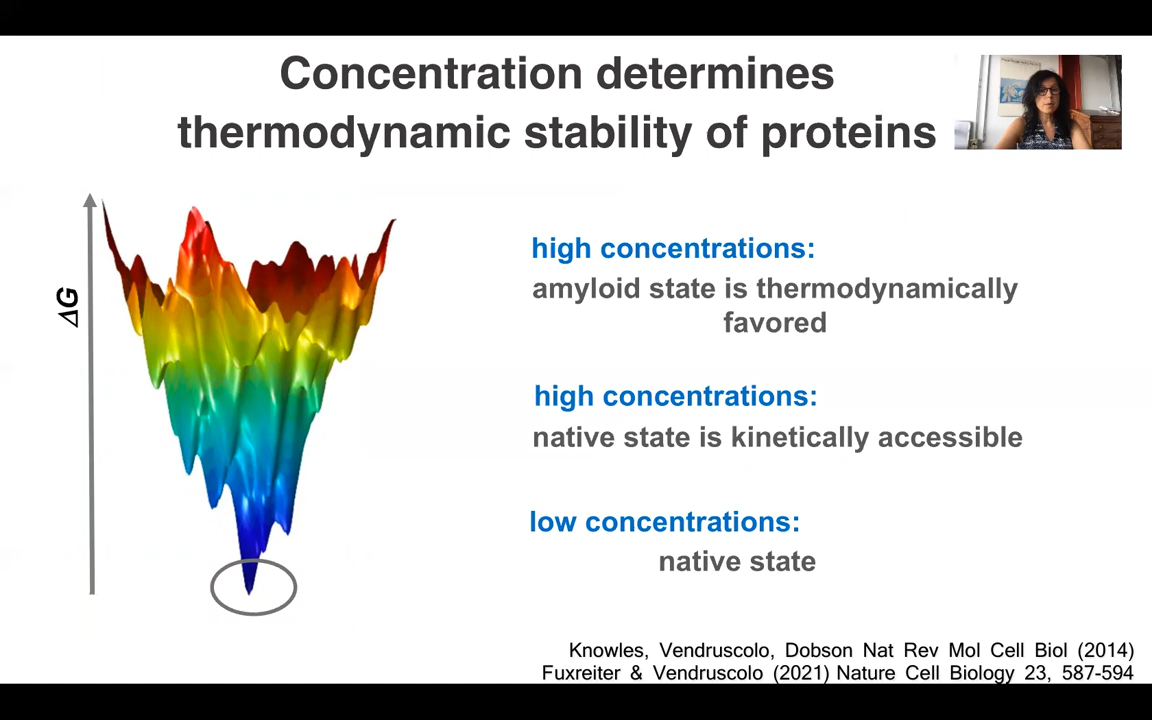 Concentration determines
thermodynamic stability of proteins
ΔG
high concentrations:
amyloid state is thermodynamically
favored
high concentrations:
native state is kinetically accessible
low concentrations:
native state
Knowles, Vendruscolo, Dobson Nat Rev Mol Cell Biol (2014)
Fuxreiter & Vendruscolo (2021) Nature Cell Biology 23, 587-594